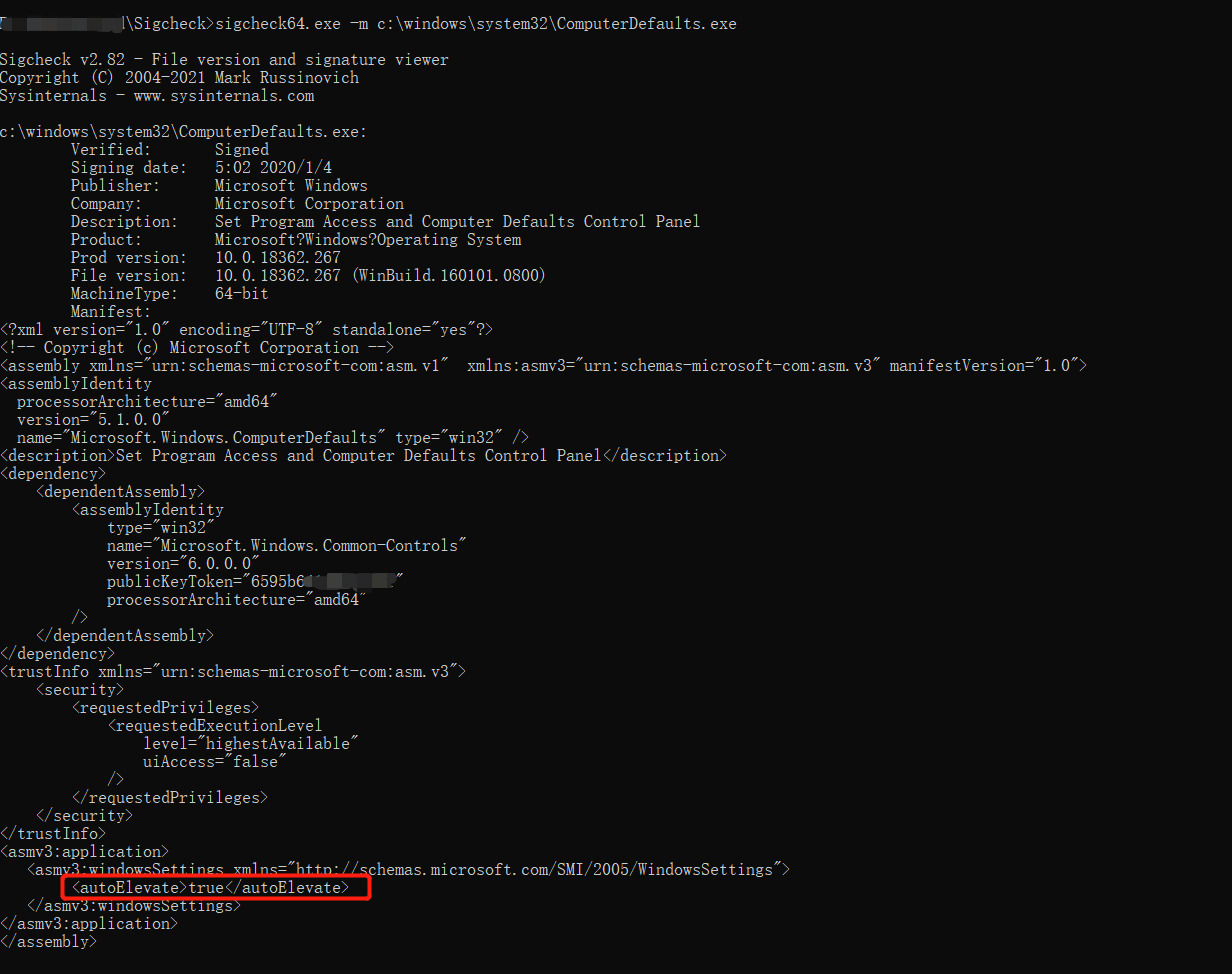 \Sigcheck>sigcheck64.exe -m c:\windows\system32\ComputerDefaults.exe
Sigcheck v2.82 - File version and signature viewer
Copyright (C) 2004-2021 Mark Russinovich
Sysinternals - www.sysinternals.com
c:\windows\system32\ComputerDefaults.exe:
Verified: Signed
Signing date: 5:02 2020/1/4
Publisher: Microsoft Windows
Company: Microsoft Corporation
Description: Set Program Access and Computer Defaults Control Panel
Product: Microsoft?Windows?Operating System
Prod version: 10.0.18362.267
File version: 10.0.18362.267 (WinBuild.160101.0800)
MachineType: 64-bit
Manifest:
<?xml version="1.0" encoding="UTF-8" standalone="yes"?>
<!-- Copyright (c) Microsoft Corporation -->
<assembly xmlns="urn:schemas-microsoft-com:asm.v1"  xmlns:asmv3="urn:schemas-microsoft-com:asm.v3" manifestVersion="1.0">
<assemblyIdentity
processorArchitecture="amd64"
version="5.1.0.0"
name="Microsoft.Windows.ComputerDefaults" type="win32" />
<description>Set Program Access and Computer Defaults Control Panel</description>
<dependency>
<dependentAssembly>
<assemblyIdentity
type="win32"
name="Microsoft.Windows.Common-Controls"
version="6.0.0.0"
publicKeyToken="6595b6
processorArchitecture="amd64"
/>
</dependentAssembly>
</dependency>
<trustInfo xmlns="urn:schemas-microsoft-com:asm.v3">
<security>
<requestedPrivileges>
<requestedExecutionLevel
level="highestAvailable"
uiAccess="false"
/>
</requestedPrivileges>
</security>
</trustInfo>
<asmv3:application>
<asmv3:windowsSettings xmlns="http://schemas.microsoft.com/SMI/2005/WindowsSettings">
<autoElevate>true</autoElevate>
</asmv3:windowsSettings>
</asmv3:application>
</assembly>